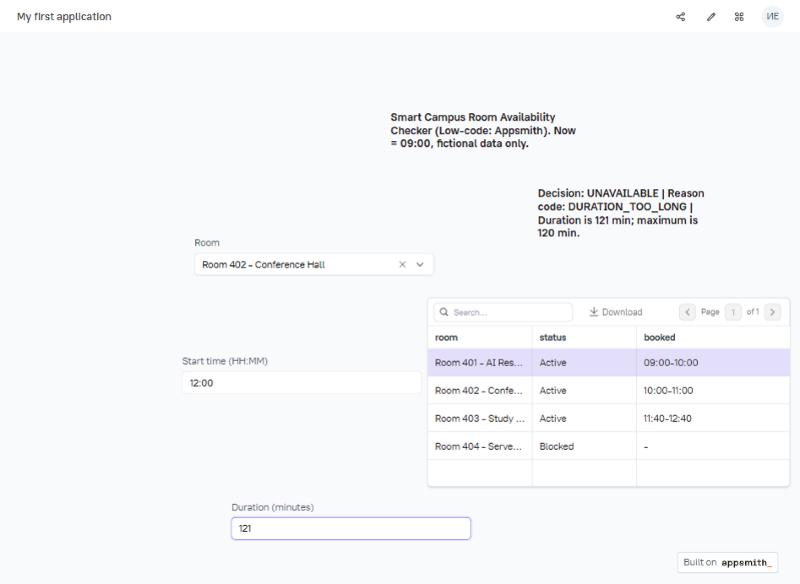 My first application
ИE
Smart Campus Room Availability
Checker (Low-code: Appsmith). Now
= 09:00, fictional data only.
Decision: UNAVAILABLE | Reason
code: DURATION_TOO_LONG |
Duration is 121 min; maximum is
120 min.
Room
Room 402 – Conference Hall
Search...
Download
Page 1 of 1
room status booked
Room 401 – AI Res... Active 09:00-10:00
Room 402 – Confe... Active 10:00-11:00
Room 403 – Study ... Active 11:40-12:40
Room 404 – Serve... Blocked -
Start time (HH:MM)
12:00
Duration (minutes)
121
Built on appsmith_